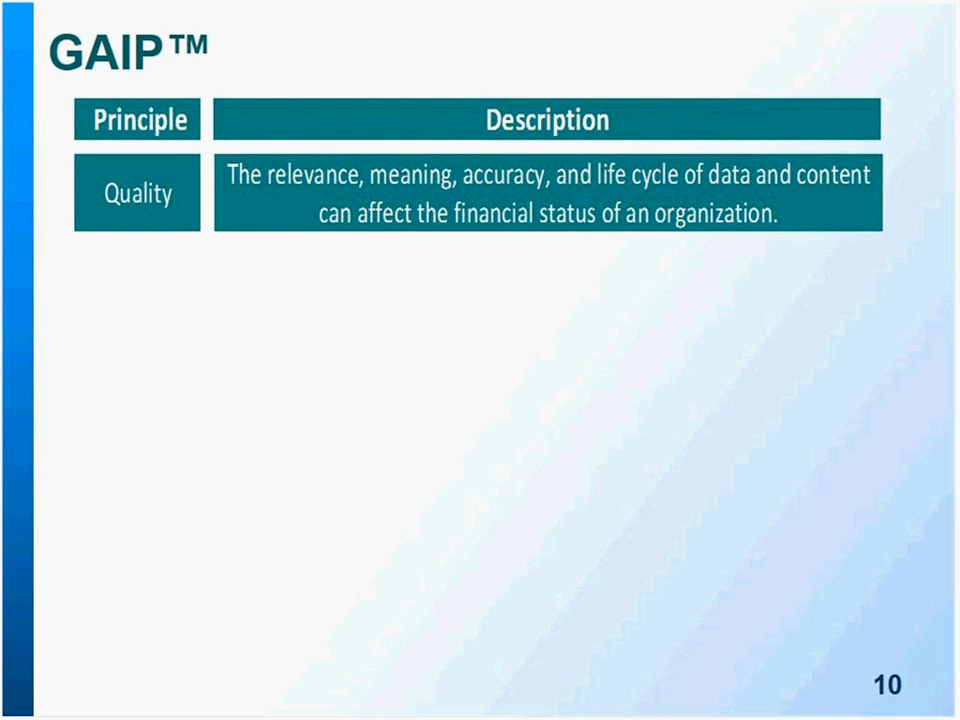 GAIP™
Principle
Description
Quality
The relevance, meaning, accuracy, and life cycle of data and content
can affect the financial status of an organization.
10